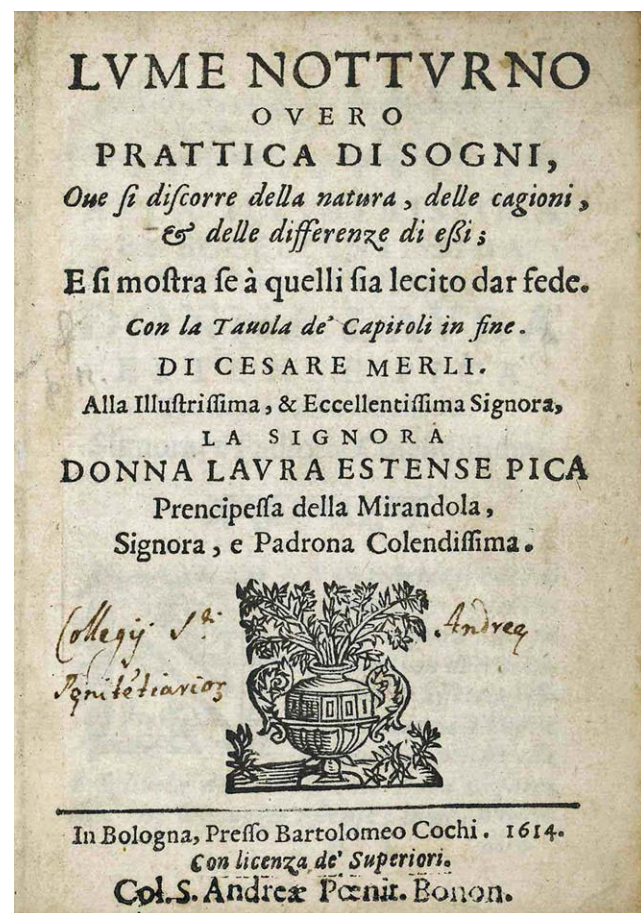 LVME NOTTVRNO
OVERO
PRATTICA DI SOGNI,
Oue ſi diſcorre della natura, delle cagioni,
& delle differenze di eßi;
E ſi moſtra ſe à quelli ſia lecito dar fede.
Con la Tauola de' Capitoli in fine.
DI CESARE MERLI.
Alla Illuſtriſſima, & Eccellentiſſima Signora,
LA SIGNORA
DONNA LAVRA ESTENSE PICA
Prencipeſſa della Mirandola,
Signora, e Padrona Colendiſſima.
Collegij S.ti Andreę
Pęnitẽtiarioꝝ
In Bologna, Preſſo Bartolomeo Cochi. 1614.
Con licenza de' Superiori.
Col. S. Andreæ Pœnit. Bonon.